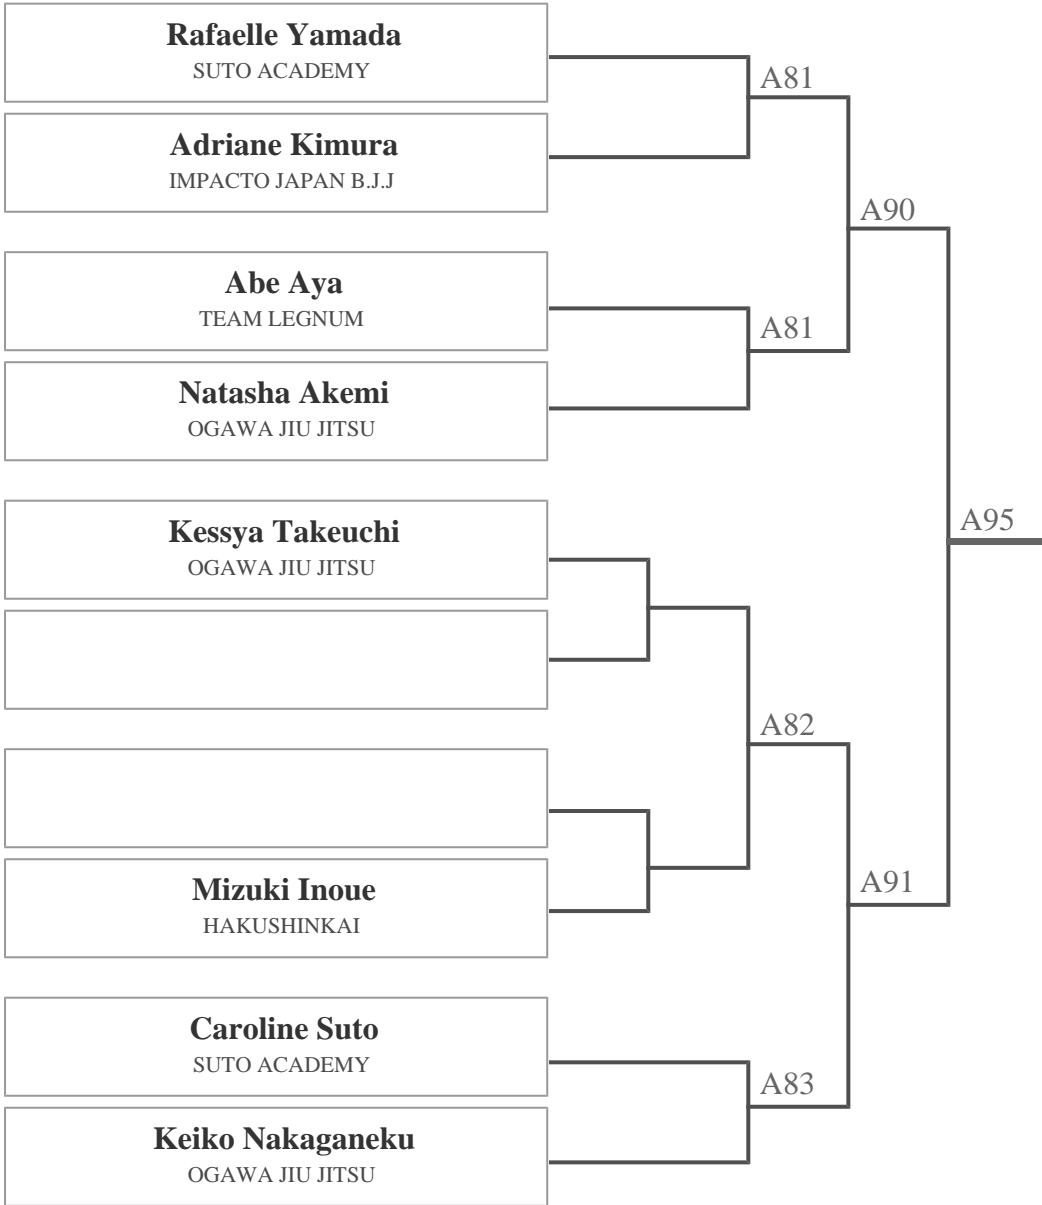 Rafaelle Yamada
SUTO ACADEMY
A81
Adriane Kimura
IMPACTO JAPAN B.J.J
A90
Abe Aya
TEAM LEGNUM
A81
Natasha Akemi
OGAWA JIU JITSU
Kessya Takeuchi
OGAWA JIU JITSU
A95
A82
Mizuki Inoue
HAKUSHINKAI
A91
Caroline Suto
SUTO ACADEMY
A83
Keiko Nakaganeku
OGAWA JIU JITSU